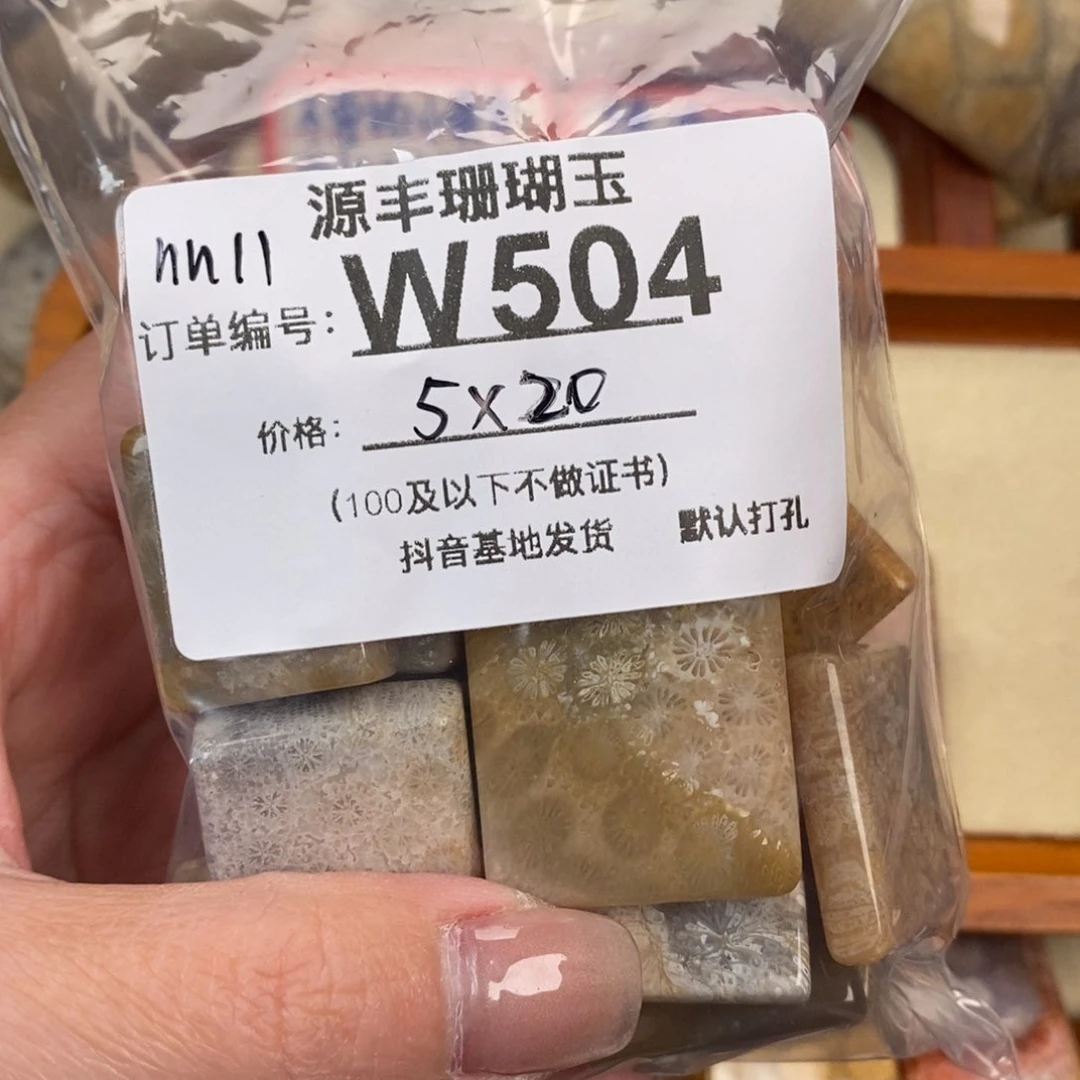 源丰珊瑚玉
nn11
订单编号: W504
价格: 5X20
(100及以下不做证书)
抖音基地发货 默认打孔